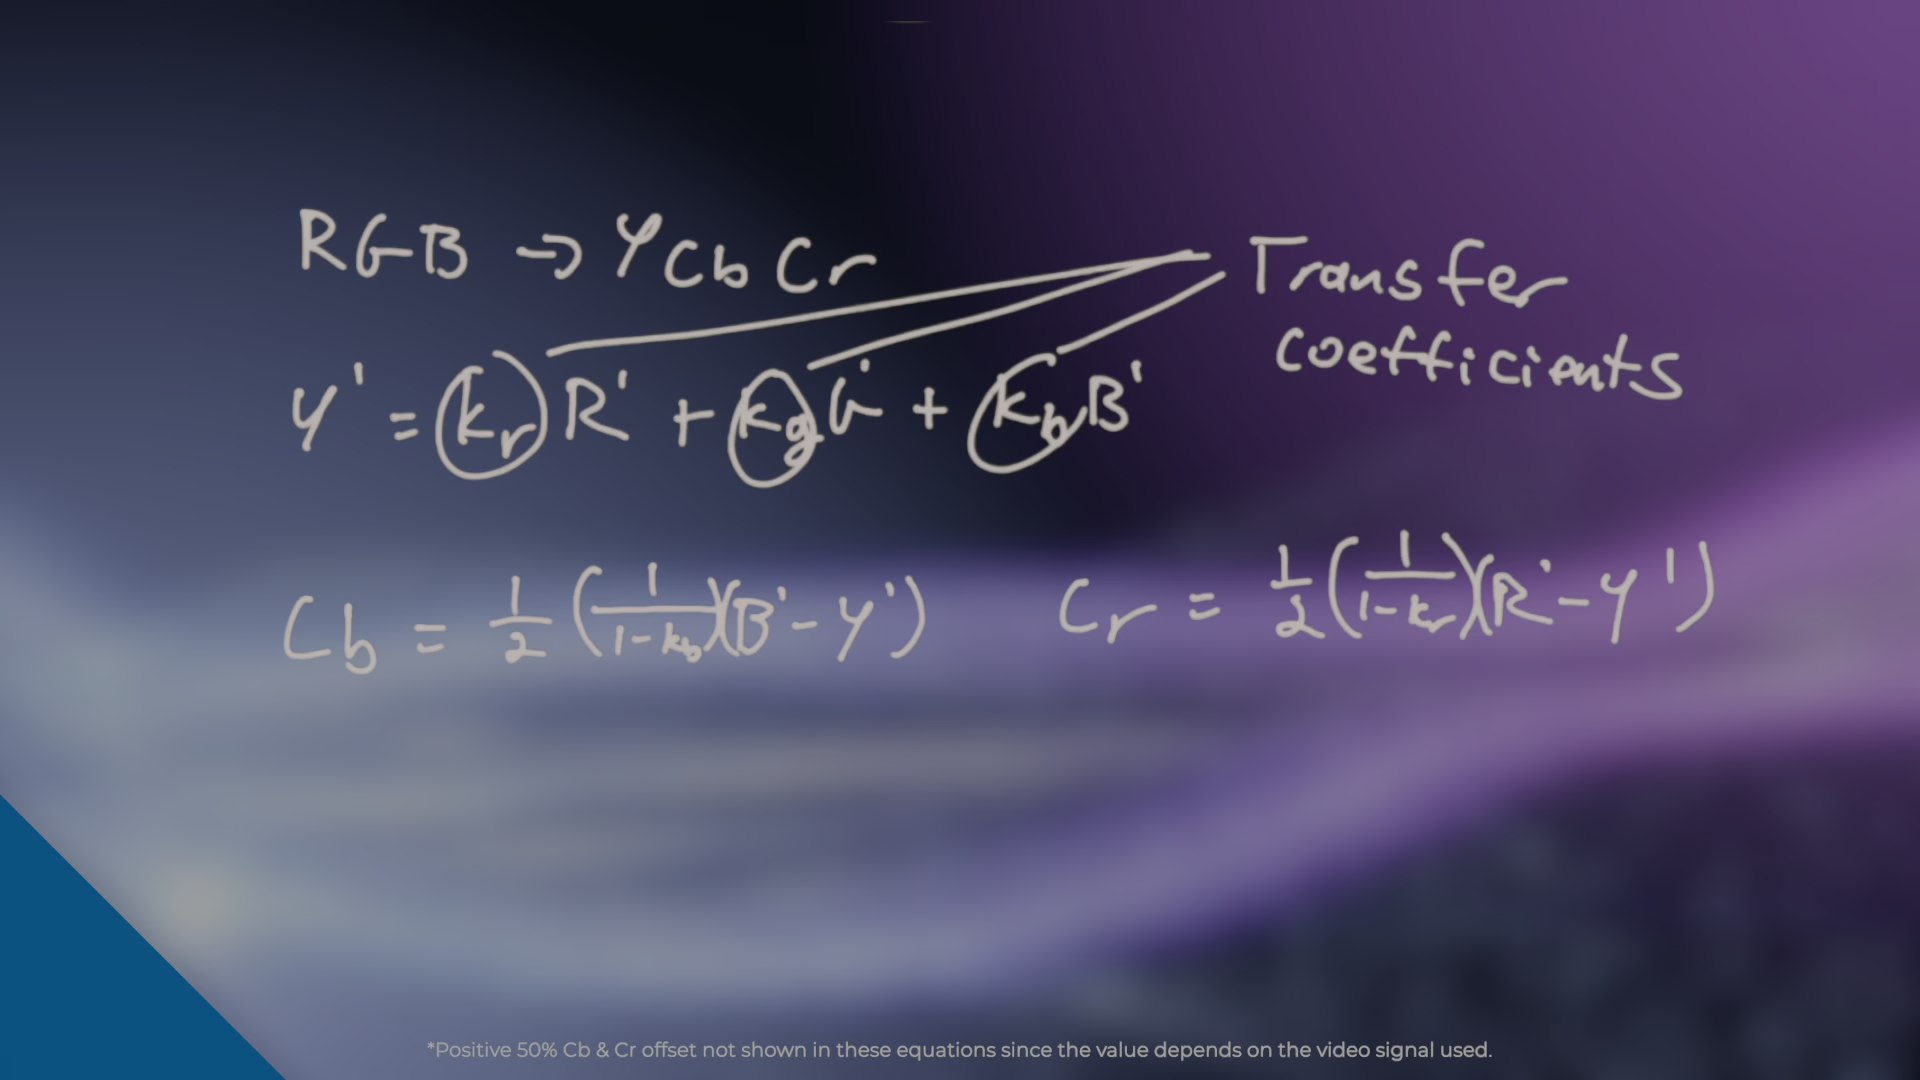 RGB → YCbCr
Transfer
coefficients
Y' = kr R' + kg G' + kb B'
Cb = 1/2 (1/(1-kb))(B'-Y')
Cr = 1/2 (1/(1-kr))(R'-Y')
*Positive 50% Cb & Cr offset not shown in these equations since the value depends on the video signal used.